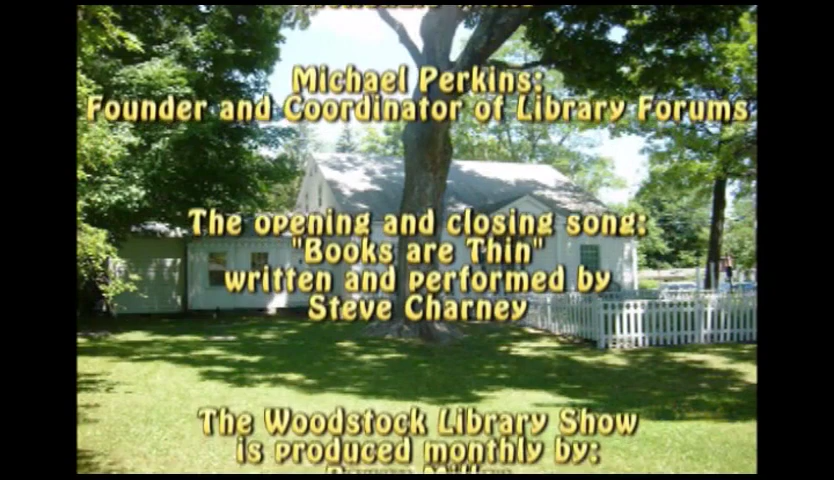 Michael Perkins:
Founder and Coordinator of Library Forums
The opening and closing song:
"Books are Thin"
written and performed by
Steve Charney
The Woodstock Library Show
is produced monthly by: